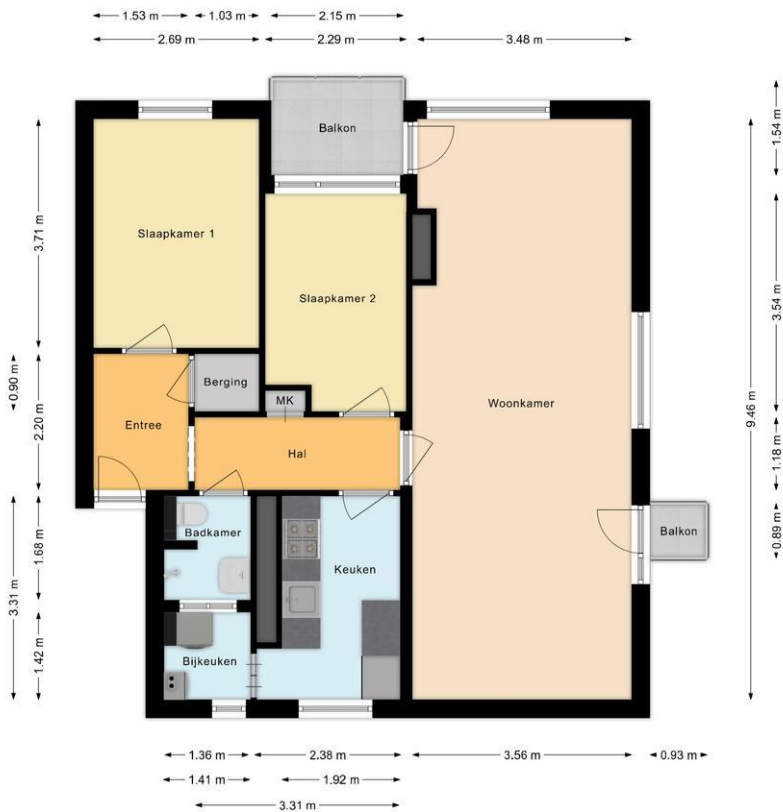 1.53 m
1.03 m
2.15 m
2.69 m
2.29 m
3.48 m
Balkon
1.54 m
3.71 m
Slaapkamer 1
Slaapkamer 2
3.54 m
0.90 m
2.20 m
Berging
MK
Entree
Hal
Woonkamer
9.46 m
1.18 m
Badkamer
Keuken
Balkon
0.89 m
1.68 m
3.31 m
1.42 m
Bijkeuken
1.36 m
2.38 m
3.56 m
0.93 m
1.41 m
1.92 m
3.31 m